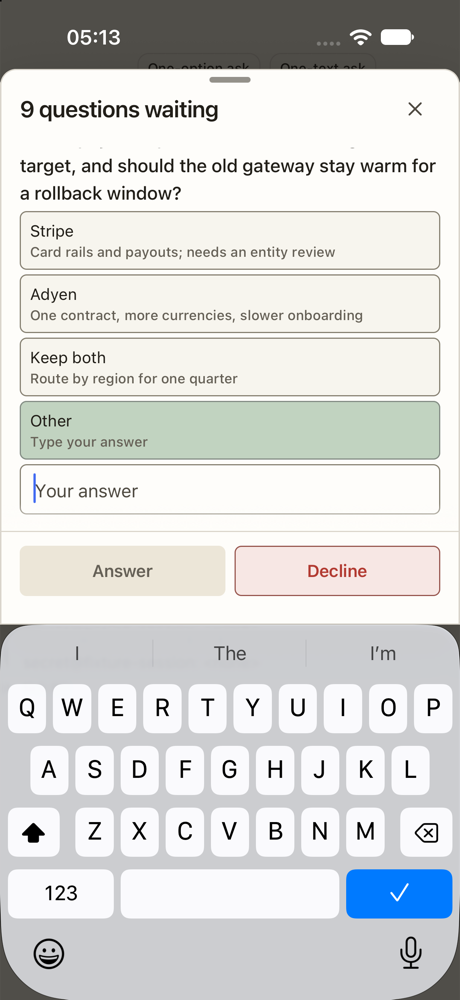 05:13
One-option ask One-text ask
9 questions waiting
target, and should the old gateway stay warm for
a rollback window?
Stripe
Card rails and payouts; needs an entity review
Adyen
One contract, more currencies, slower onboarding
Keep both
Route by region for one quarter
Other
Type your answer
Your answer
Answer Decline
I The I'm
Q W E R T Y U I O P
A S D F G H J K L
Z X C V B N M
123